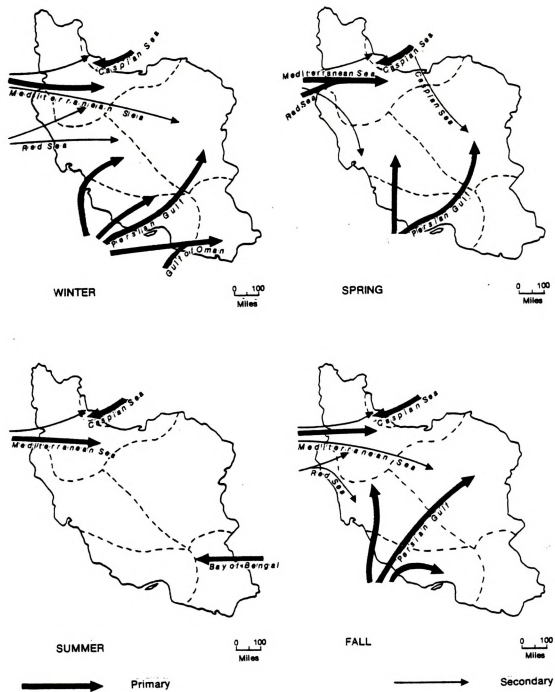 Caspian Sea
Mediterranean Sea
Red Sea
Persian Gulf
Gulf of Oman
WINTER
0 100
Miles
Caspian Sea
Mediterranean Sea
Red Sea
Caspian Sea
Persian Gulf
SPRING
0 100
Miles
Caspian Sea
Mediterranean Sea
Bay of Bengal
SUMMER
0 100
Miles
Caspian Sea
Mediterranean Sea
Red Sea
Persian Gulf
FALL
0 100
Miles
Primary
Secondary